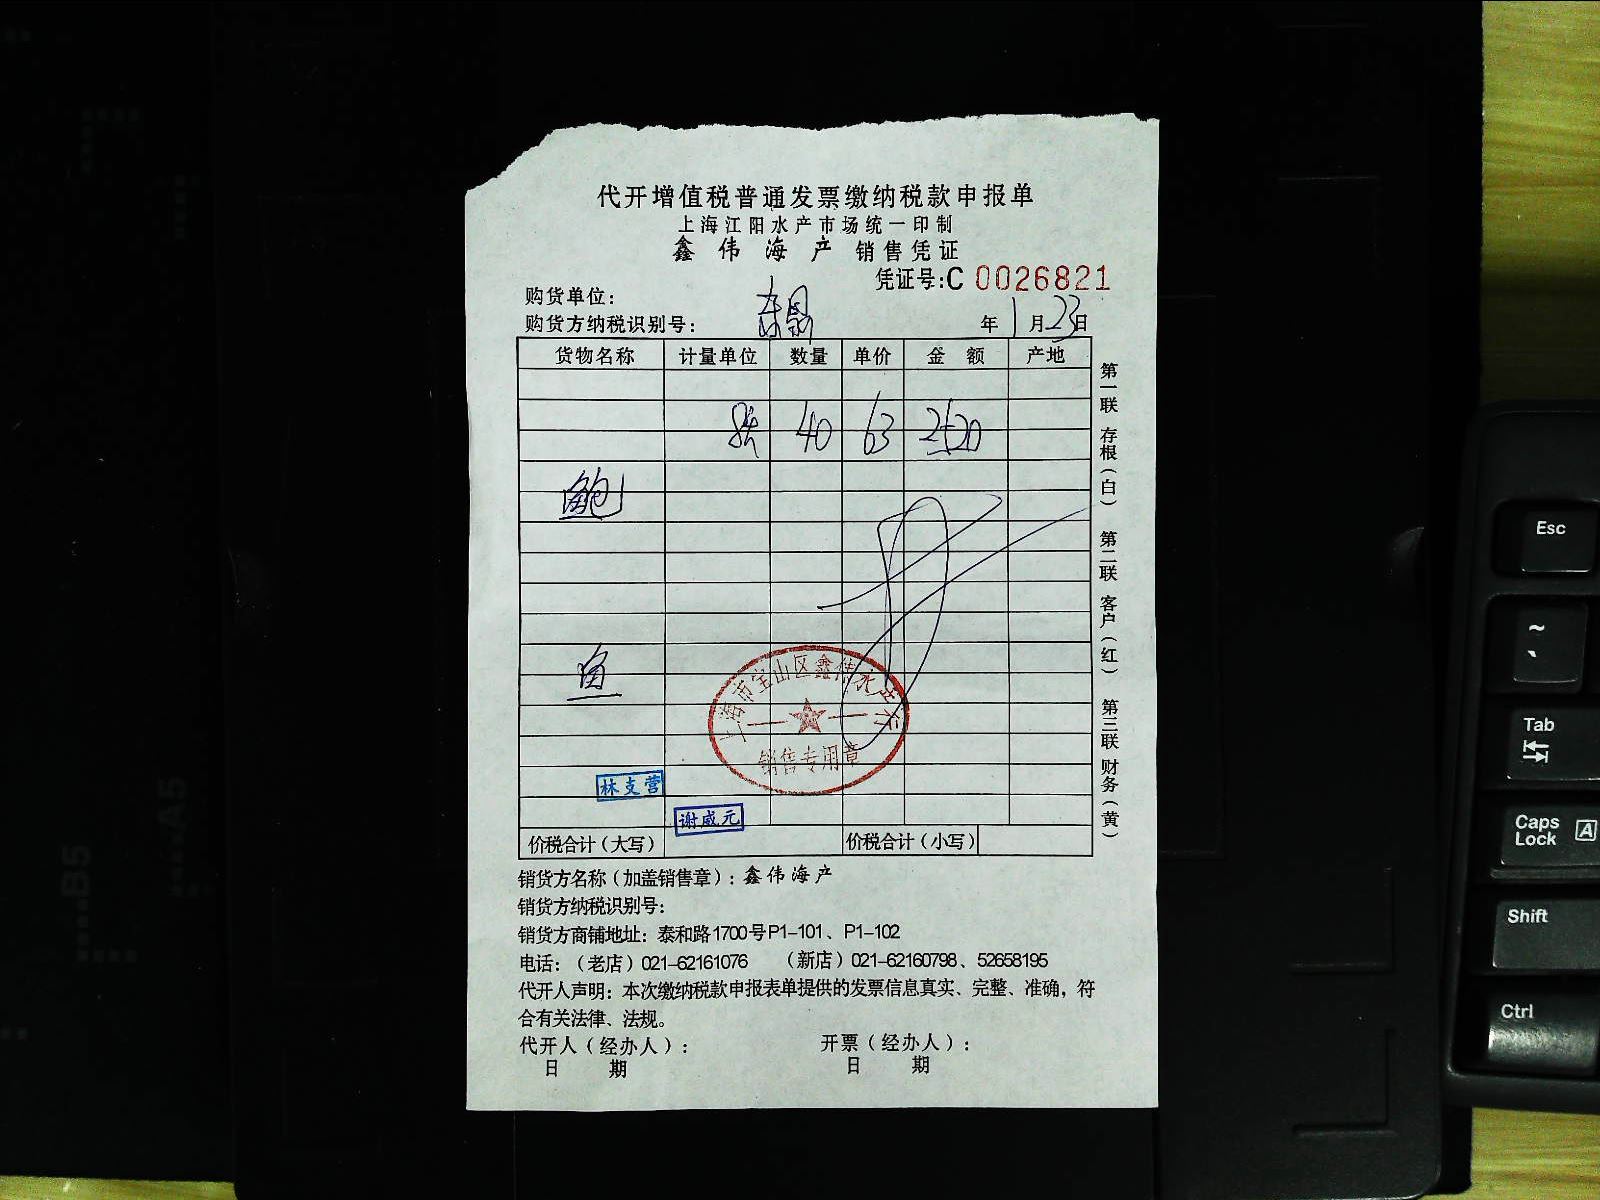 代开增值税普通发票缴纳税款申报单
上海江阳水产市场统一印制
鑫伟海产 销售凭证
凭证号:C 0026821
购货单位:
购货方纳税识别号: 年 1月23日
货物名称 计量单位 数量 单价 金额 产地
40 63 2520
鲍
鱼
上海市宝山区鑫伟水产行
销售专用章
林支营
谢咸元
价税合计(大写) 价税合计(小写)
第一联 存根(白) 第二联 客户(红) 第三联 财务(黄)
销货方名称(加盖销售章):鑫伟海产
销货方纳税识别号:
销货方商铺地址:泰和路1700号P1-101、P1-102
电话:(老店)021-62161076 (新店)021-62160798、52658195
代开人声明:本次缴纳税款申报表单提供的发票信息真实、完整、准确,符
合有关法律、法规。
代开人(经办人): 开票(经办人):
日 期 日 期
Esc
~
`
Tab
Caps Lock A
Shift
Ctrl
B5
A5